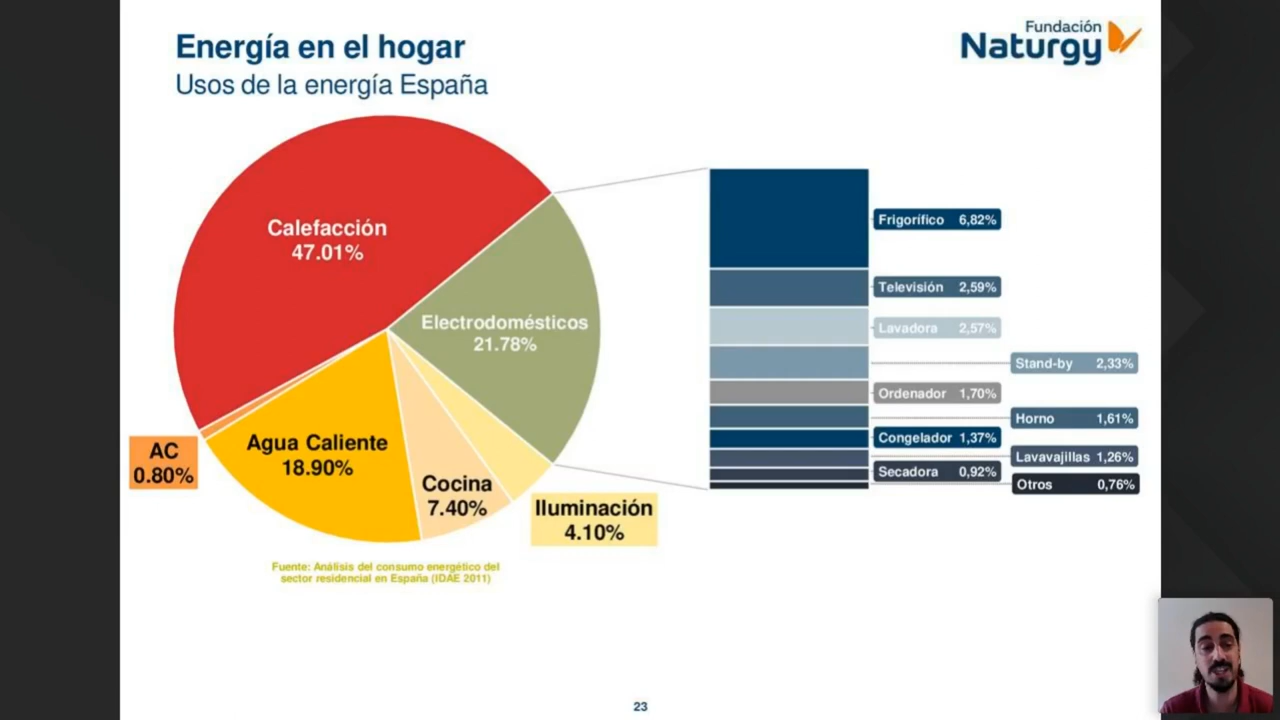 Energía en el hogar
Usos de la energía España
Fundación
Naturgy
Calefacción
47.01%
Electrodomésticos
21.78%
AC
0.80%
Agua Caliente
18.90%
Cocina
7.40%
Iluminación
4.10%
Frigorífico 6,82%
Televisión 2,59%
Lavadora 2,57%
Stand-by 2,33%
Ordenador 1,70%
Horno 1,61%
Congelador 1,37%
Lavavajillas 1,26%
Secadora 0,92%
Otros 0,76%
Fuente: Análisis del consumo energético del
sector residencial en España (IDAE 2011)
23